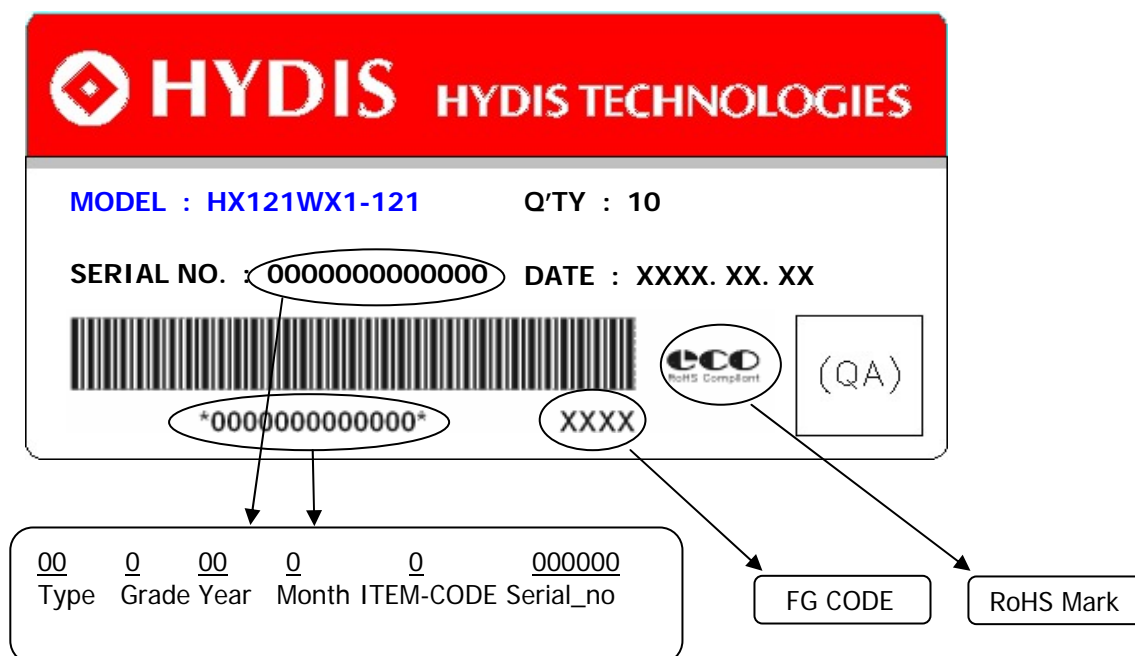 HYDIS HYDIS TECHNOLOGIES
MODEL : HX121WX1-121 Q'TY : 10
SERIAL NO. : 0000000000000 DATE : XXXX. XX. XX
eco
RoHS Compliant
(QA)
*0000000000000* XXXX
00 0 00 0 0 000000
Type Grade Year Month ITEM-CODE Serial_no
FG CODE
RoHS Mark